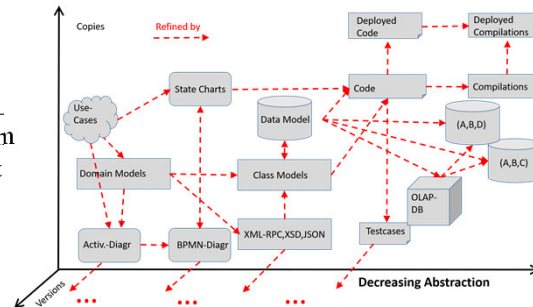 Copies
Refined by
Deployed
Code
Deployed
Compilations
State Charts
Code
Compilations
Use-
Cases
Data Model
(A,B,D)
(A,B,C)
Domain Models
Class Models
OLAP-
DB
Activ.-Diagr
BPMN-Diagr
XML-RPC,XSD,JSON
Testcases
Versions
Decreasing Abstraction
...
...
...